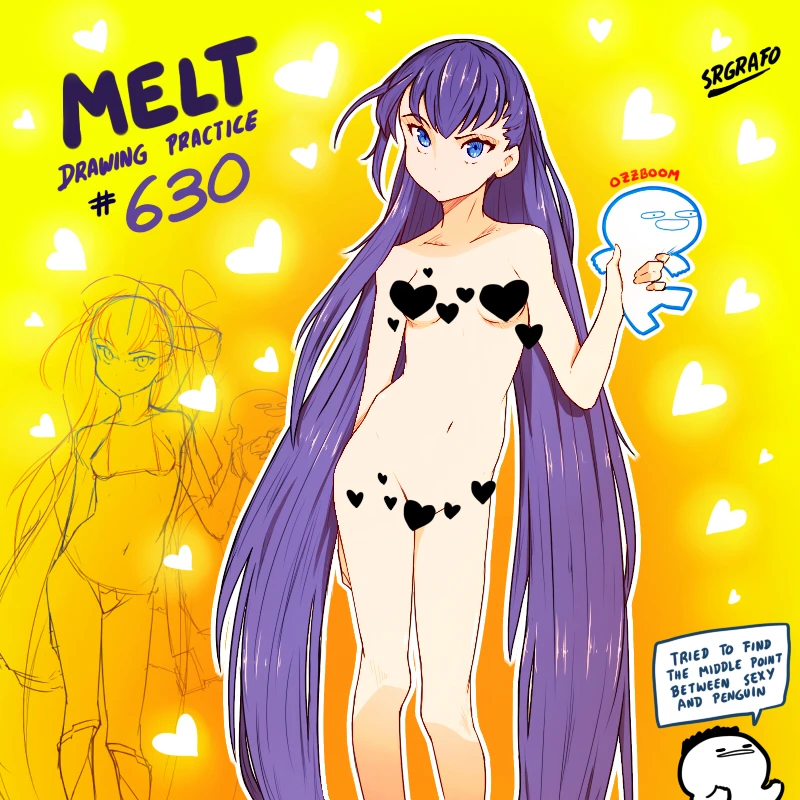 MELT
DRAWING PRACTICE
# 630
SRGRAFO
OZZBOOM
TRIED TO FIND
THE MIDDLE POINT
BETWEEN SEXY
AND PENGUIN